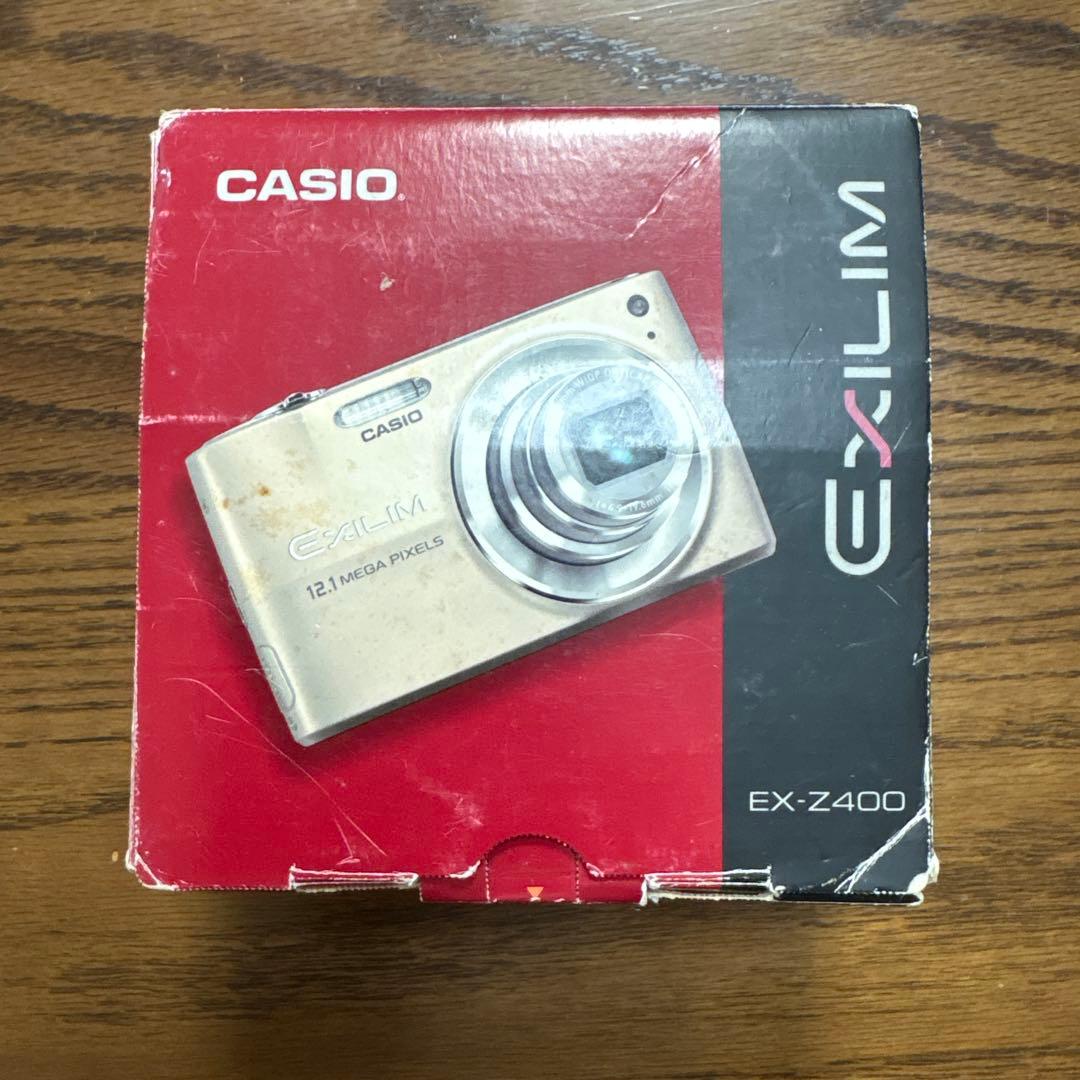 CASIO
CASIO
EXILIM
12.1 MEGA PIXELS
EXILIM
EX-Z400